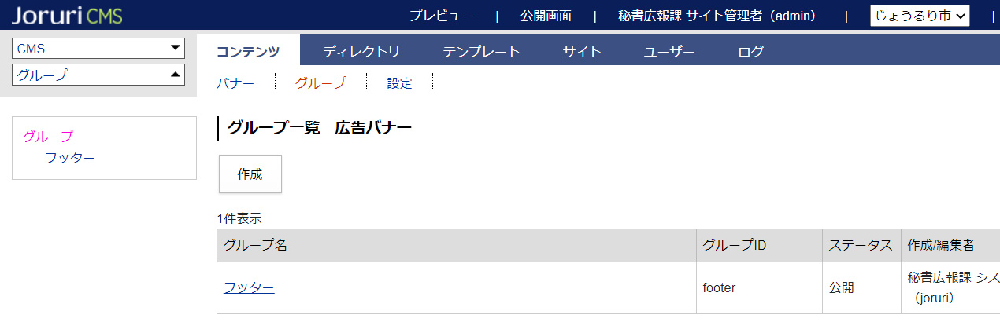 Joruri CMS プレビュー | 公開画面 | 秘書広報課 サイト管理者（admin） | じょうるり市 |
CMS
グループ
コンテンツ ディレクトリ テンプレート サイト ユーザー ログ
バナー グループ 設定
グループ
フッター
グループ一覧　広告バナー
作成
1件表示
グループ名 グループID ステータス 作成/編集者
フッター footer 公開 秘書広報課 シス
（joruri）